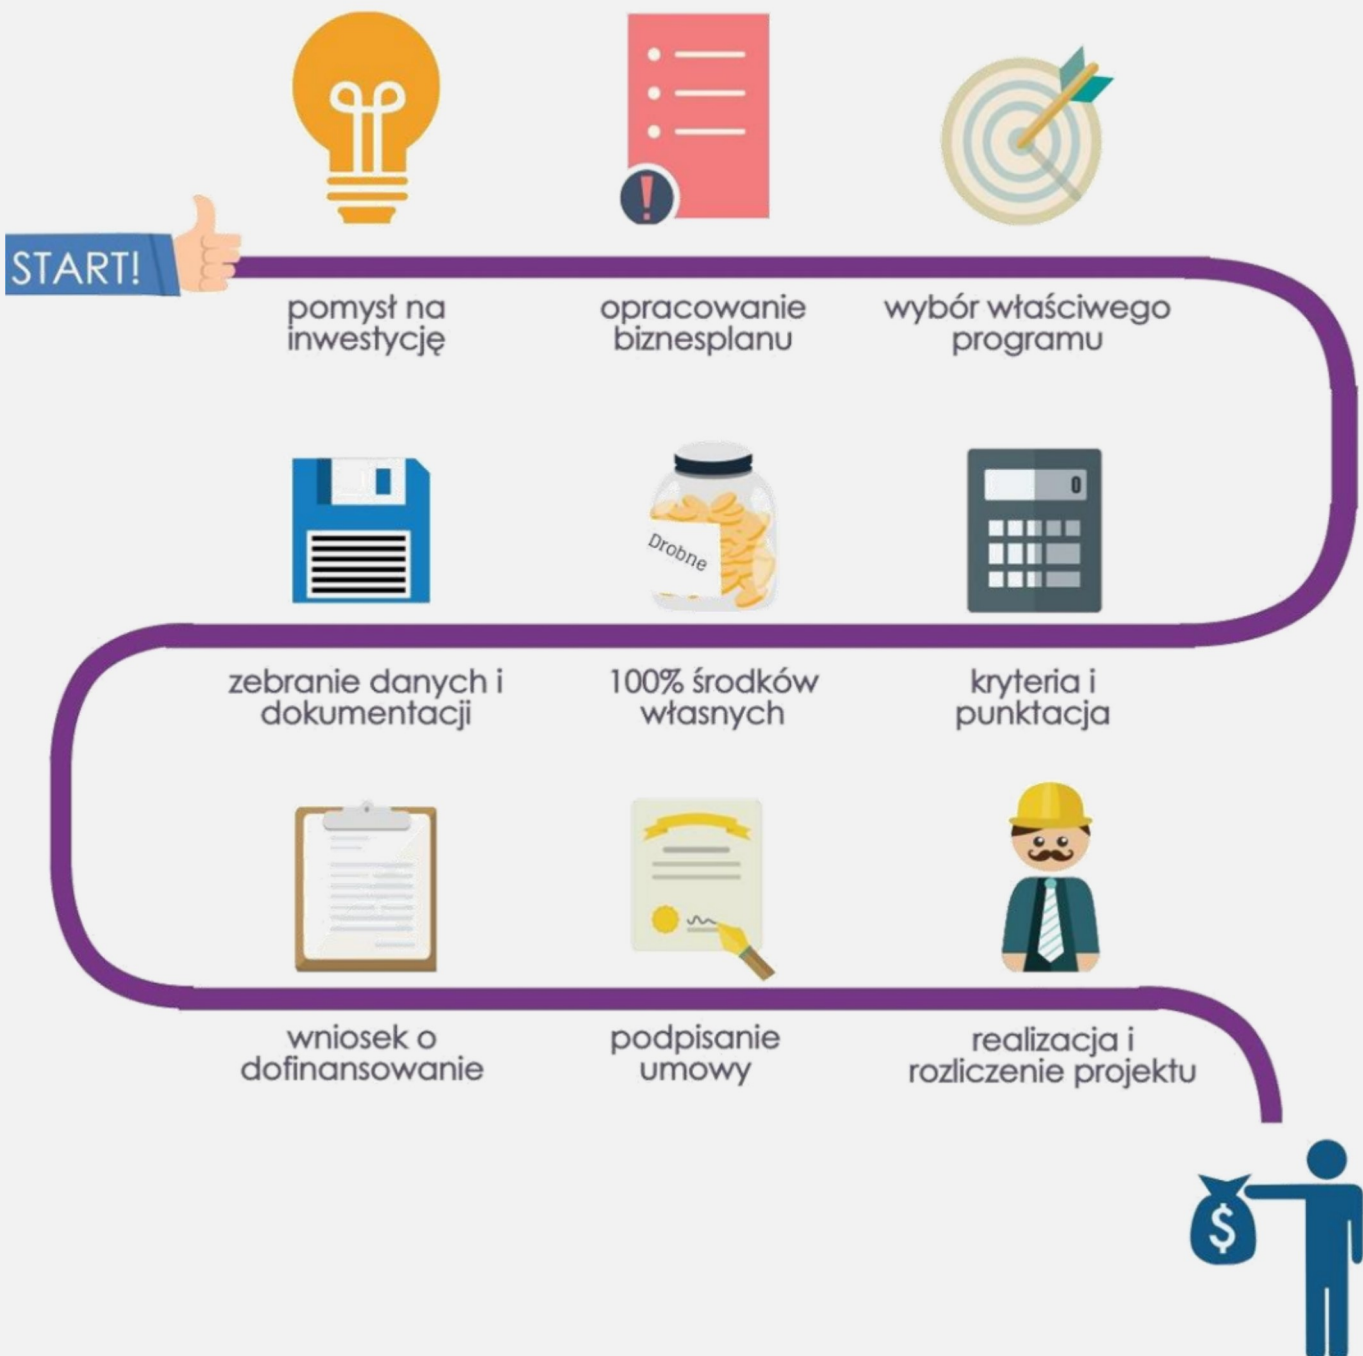 START!
pomysł na
inwestycję
opracowanie
biznesplanu
wybór właściwego
programu
0
Drobne
kryteria i
punktacja
100% środków
własnych
zebranie danych i
dokumentacji
wniosek o
dofinansowanie
podpisanie
umowy
realizacja i
rozliczenie projektu
$